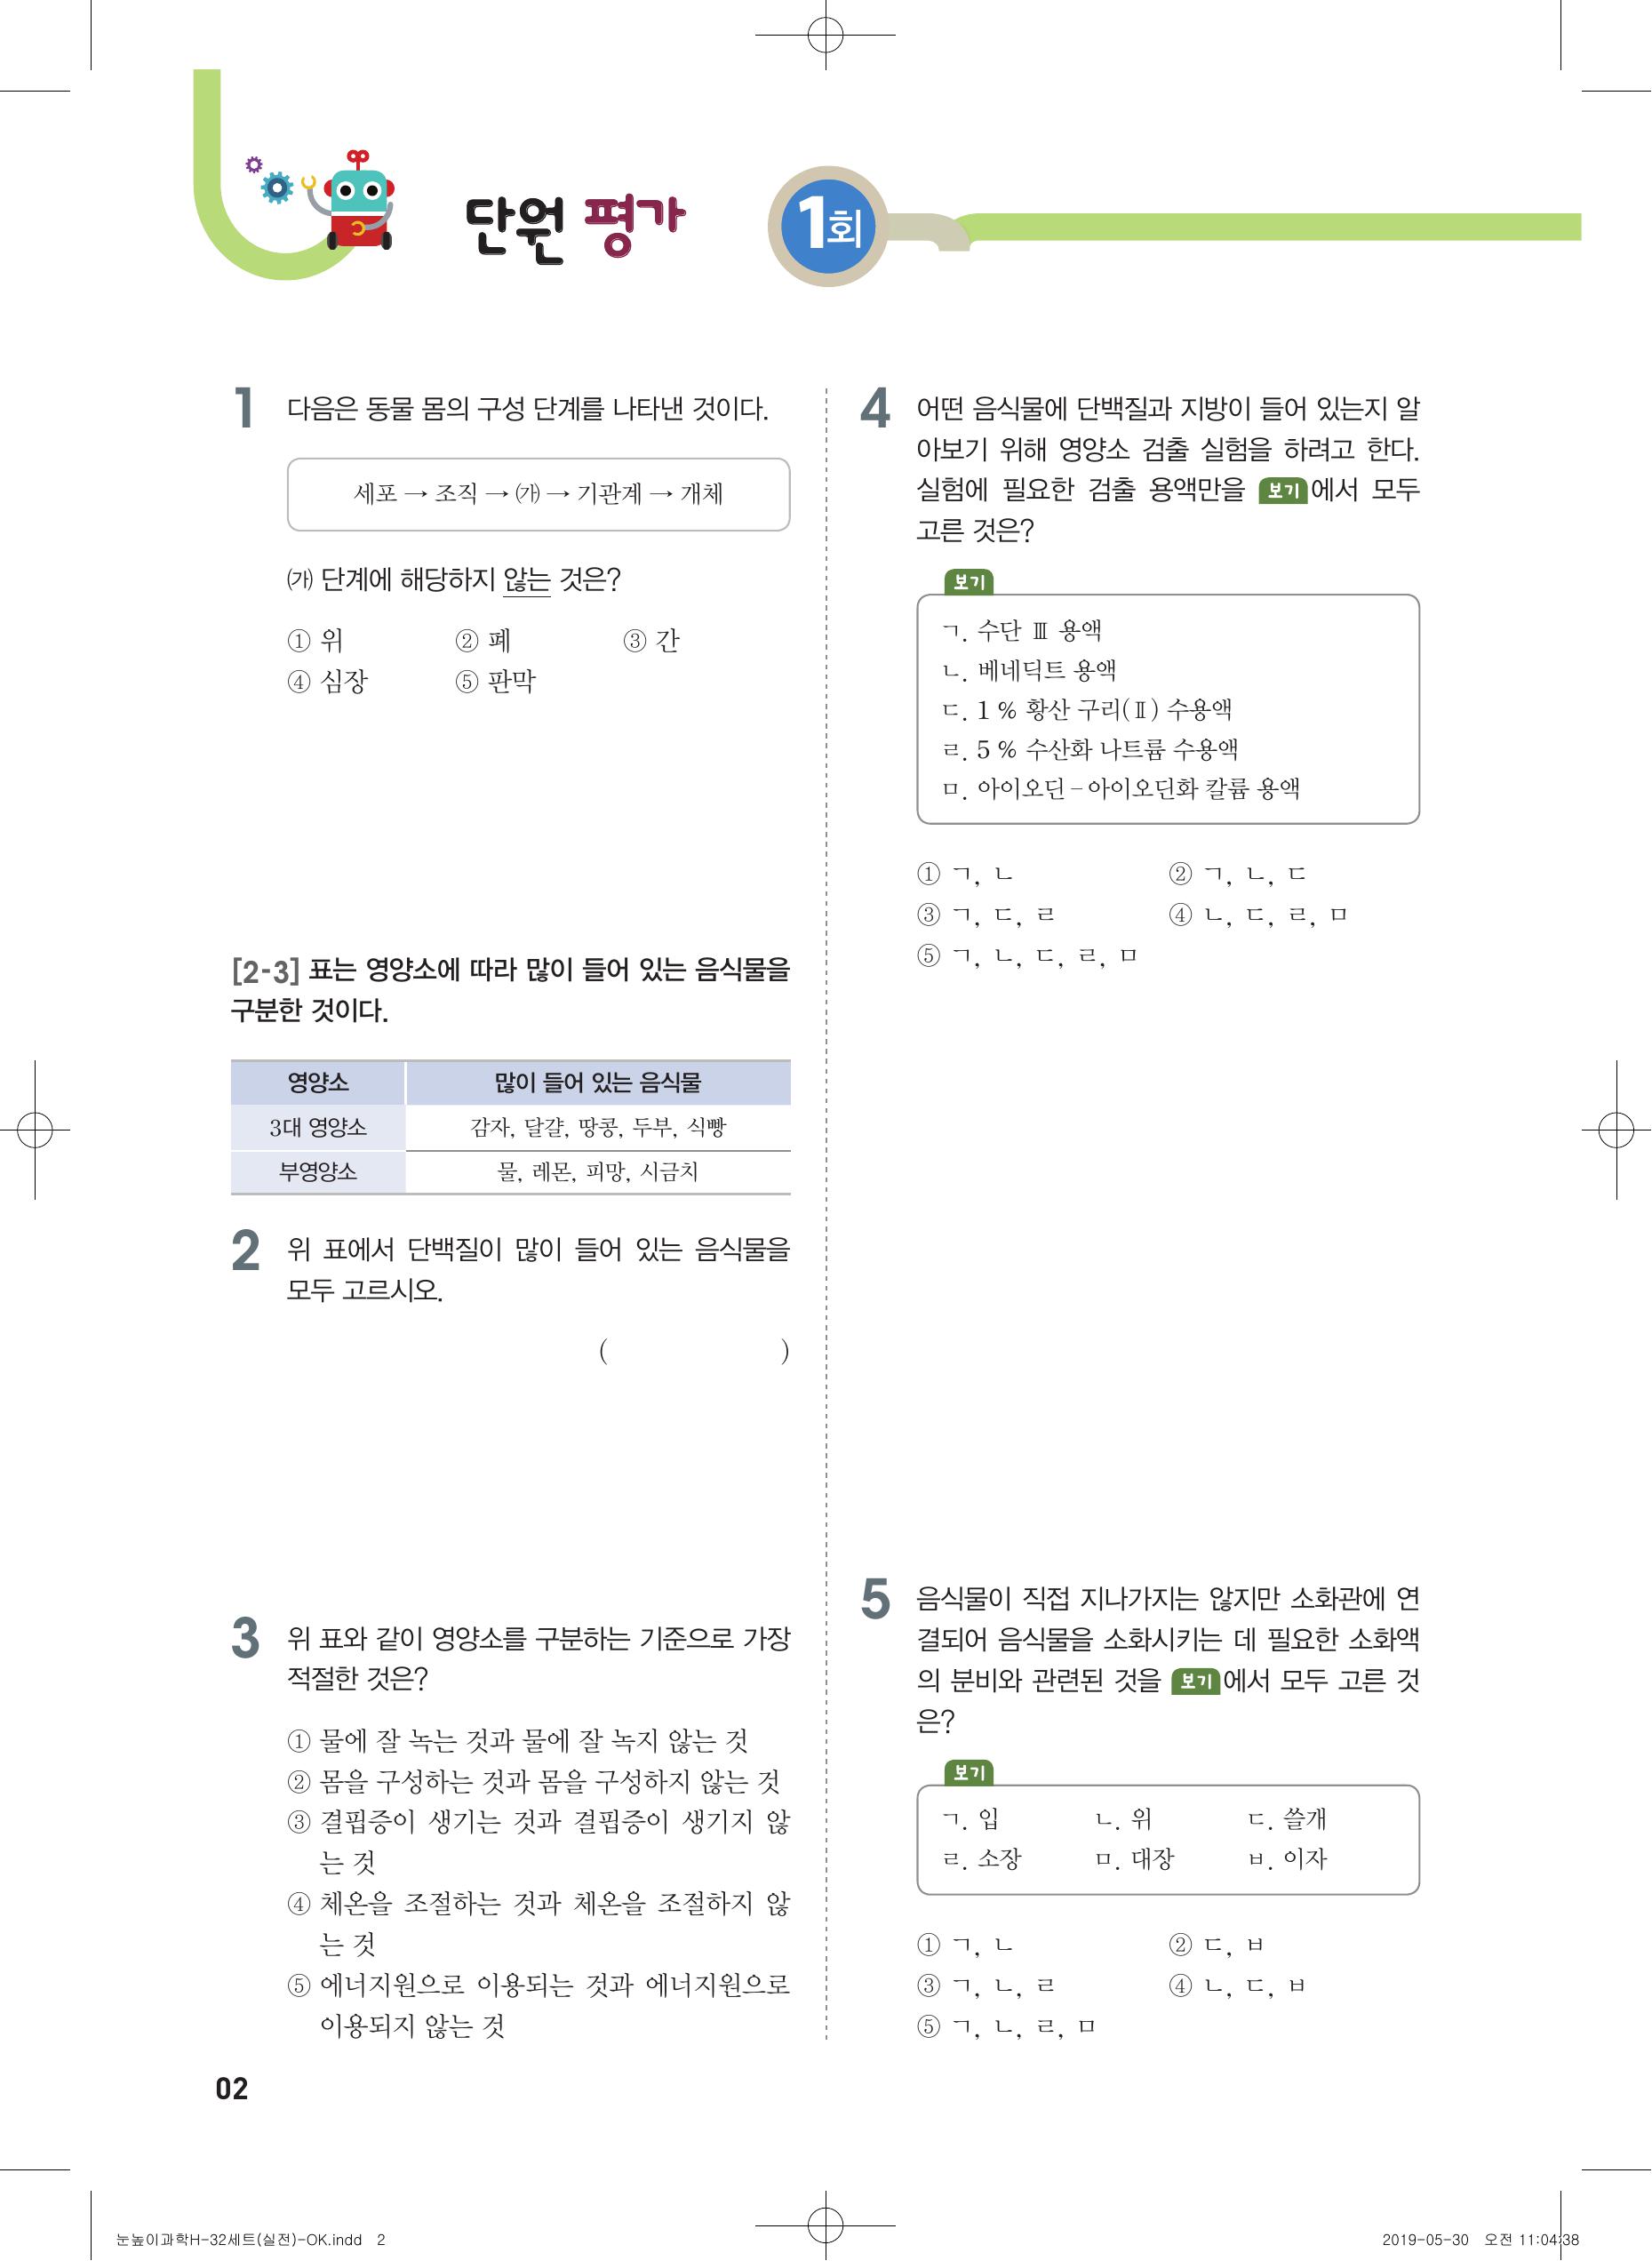 단원 평가 1회
1 다음은 동물 몸의 구성 단계를 나타낸 것이다.
세포 → 조직 → ㈎ → 기관계 → 개체
㈎ 단계에 해당하지 않는 것은?
① 위 ② 폐 ③ 간
④ 심장 ⑤ 판막
[2-3] 표는 영양소에 따라 많이 들어 있는 음식물을
구분한 것이다.
영양소 많이 들어 있는 음식물
3대 영양소 감자, 달걀, 땅콩, 두부, 식빵
부영양소 물, 레몬, 피망, 시금치
2 위 표에서 단백질이 많이 들어 있는 음식물을
모두 고르시오.
( )
3 위 표와 같이 영양소를 구분하는 기준으로 가장
적절한 것은?
① 물에 잘 녹는 것과 물에 잘 녹지 않는 것
② 몸을 구성하는 것과 몸을 구성하지 않는 것
③ 결핍증이 생기는 것과 결핍증이 생기지 않
는 것
④ 체온을 조절하는 것과 체온을 조절하지 않
는 것
⑤ 에너지원으로 이용되는 것과 에너지원으로
이용되지 않는 것
4 어떤 음식물에 단백질과 지방이 들어 있는지 알
아보기 위해 영양소 검출 실험을 하려고 한다.
실험에 필요한 검출 용액만을 보기에서 모두
고른 것은?
보기
ㄱ. 수단 Ⅲ 용액
ㄴ. 베네딕트 용액
ㄷ. 1 % 황산 구리(Ⅱ) 수용액
ㄹ. 5 % 수산화 나트륨 수용액
ㅁ. 아이오딘 – 아이오딘화 칼륨 용액
① ㄱ, ㄴ ② ㄱ, ㄴ, ㄷ
③ ㄱ, ㄷ, ㄹ ④ ㄴ, ㄷ, ㄹ, ㅁ
⑤ ㄱ, ㄴ, ㄷ, ㄹ, ㅁ
5 음식물이 직접 지나가지는 않지만 소화관에 연
결되어 음식물을 소화시키는 데 필요한 소화액
의 분비와 관련된 것을 보기에서 모두 고른 것
은?
보기
ㄱ. 입 ㄴ. 위 ㄷ. 쓸개
ㄹ. 소장 ㅁ. 대장 ㅂ. 이자
① ㄱ, ㄴ ② ㄷ, ㅂ
③ ㄱ, ㄴ, ㄹ ④ ㄴ, ㄷ, ㅂ
⑤ ㄱ, ㄴ, ㄹ, ㅁ
02
눈높이과학H-32세트(실전)-OK.indd 2 2019-05-30 오전 11:04:38